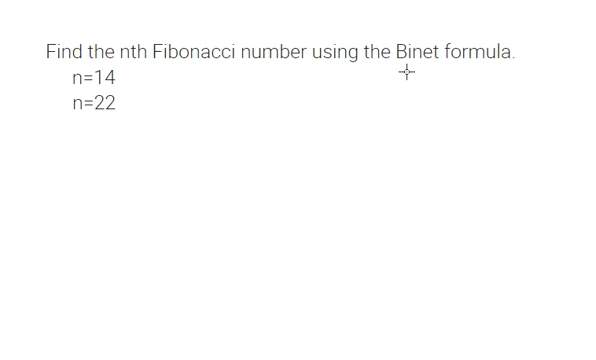 Find the nth Fibonacci number using the Binet formula.
n=14
n=22